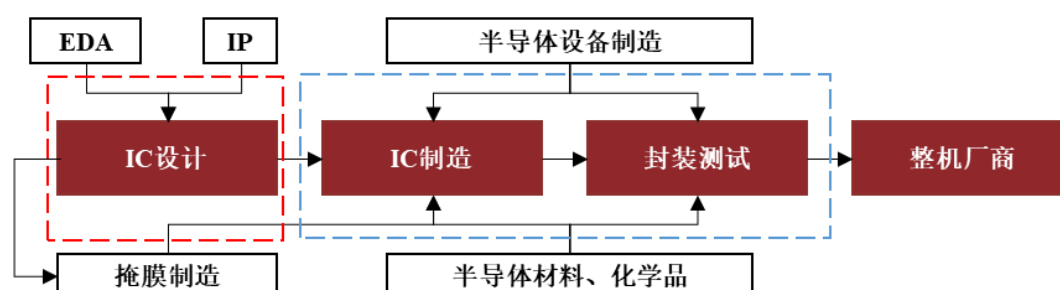 EDA
IP
半导体设备制造
IC设计
IC制造
封装测试
整机厂商
掩膜制造
半导体材料、化学品